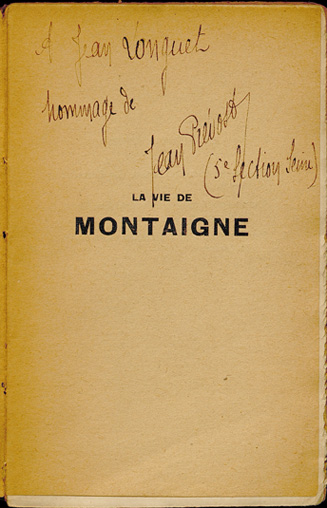 A Jean Longuet
hommage de
Jean Prévost
(5e Section Seine)
LA VIE DE
MONTAIGNE